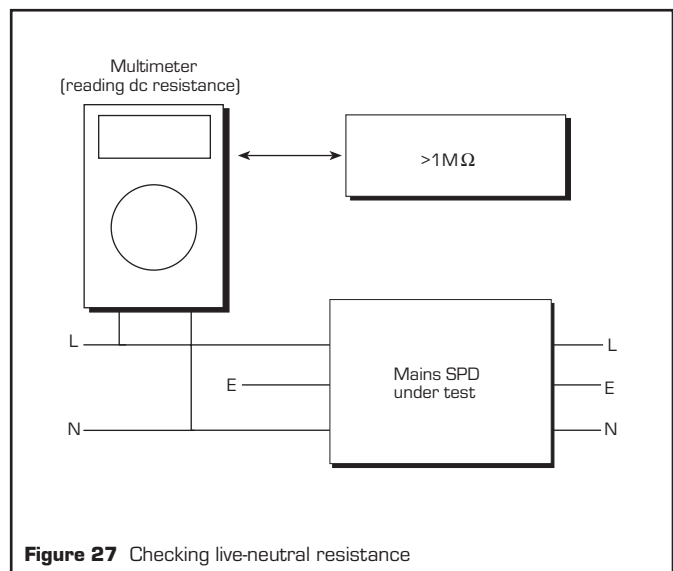 Multimeter
(reading dc resistance)
>1MΩ
L
E
N
Mains SPD
under test
L
E
N
Figure 27 Checking live-neutral resistance